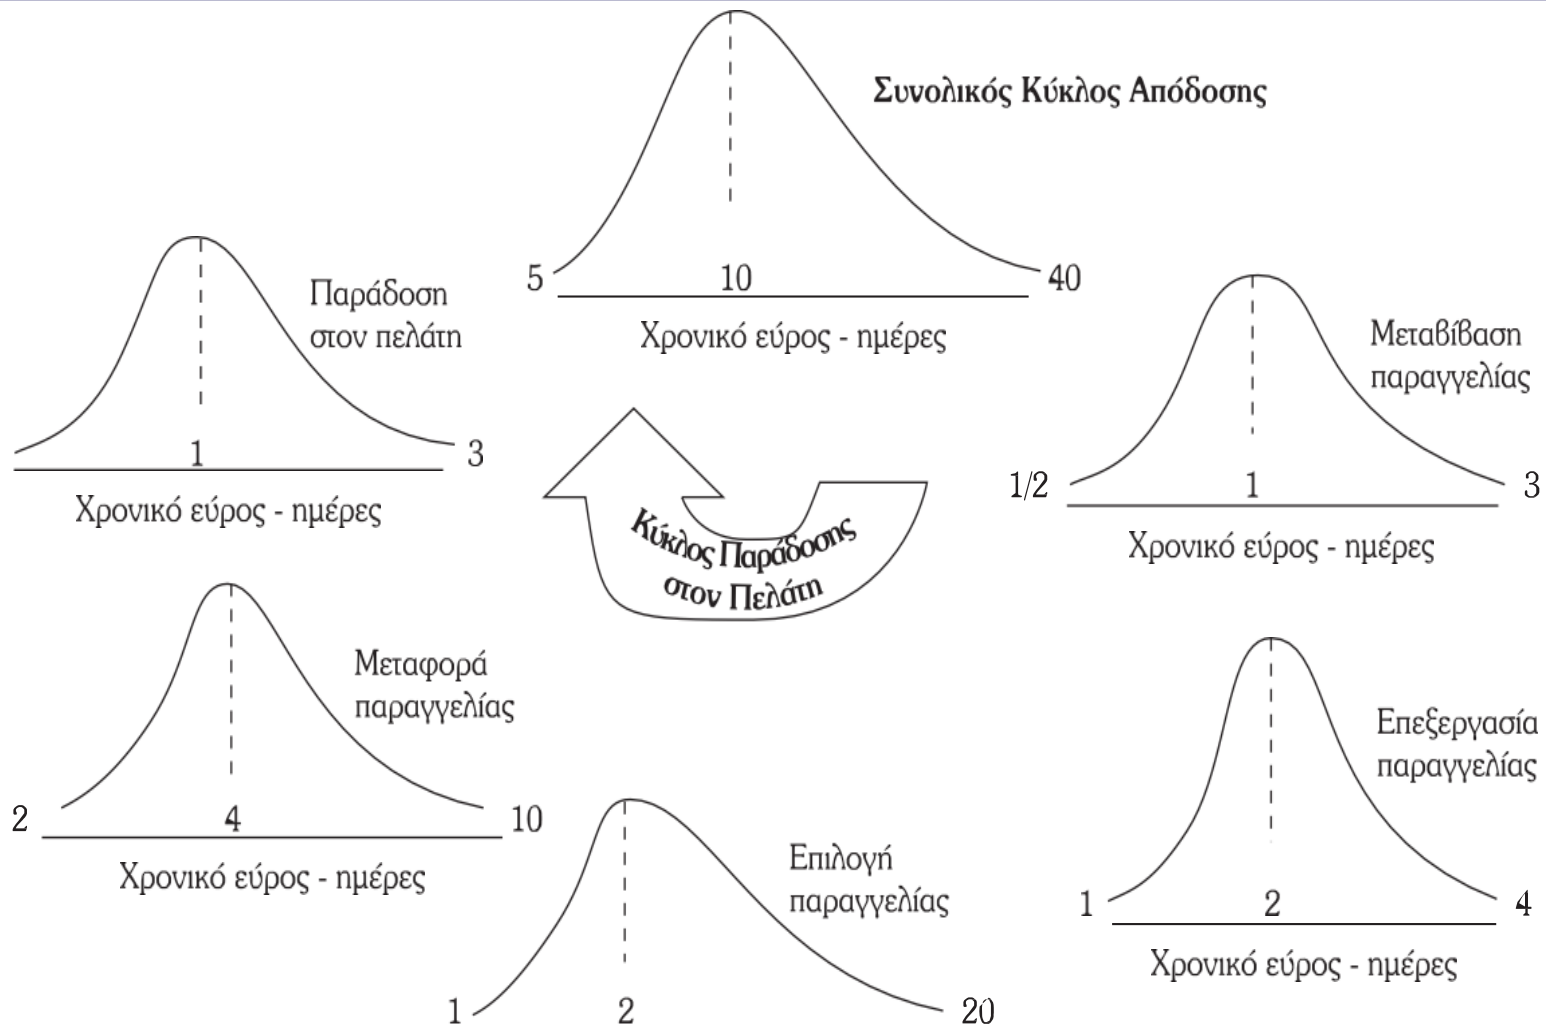 Συνολικός Κύκλος Απόδοσης
5
10
40
Χρονικό εύρος - ημέρες
Μεταβίβαση
παραγγελίας
1/2
1
3
Χρονικό εύρος - ημέρες
Επεξεργασία
παραγγελίας
1
2
4
Χρονικό εύρος - ημέρες
Επιλογή
παραγγελίας
1
2
20
Μεταφορά
παραγγελίας
2
4
10
Χρονικό εύρος - ημέρες
Παράδοση
στον πελάτη
1
3
Χρονικό εύρος - ημέρες
Κύκλος Παράδοσης
στον Πελάτη